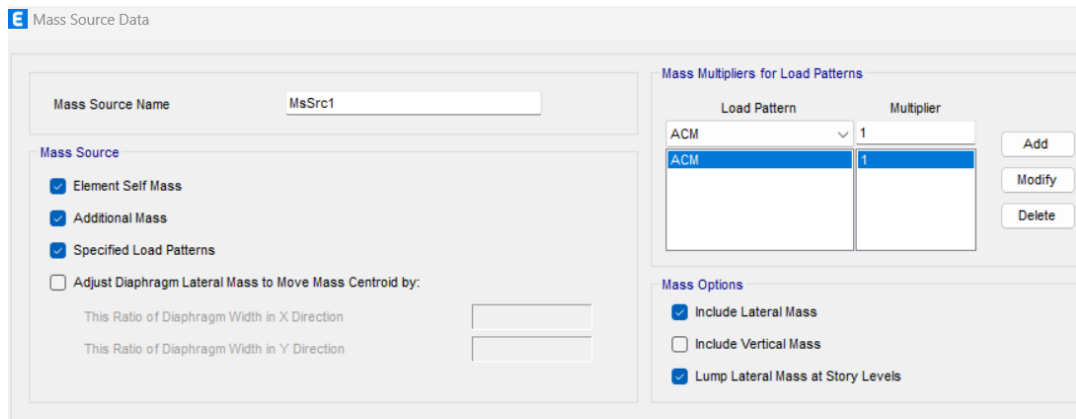 E Mass Source Data
Mass Source Name MsSrc1
Mass Source
Element Self Mass
Additional Mass
Specified Load Patterns
Adjust Diaphragm Lateral Mass to Move Mass Centroid by:
This Ratio of Diaphragm Width in X Direction
This Ratio of Diaphragm Width in Y Direction
Mass Multipliers for Load Patterns
Load Pattern Multiplier
ACM 1
ACM 1
Add
Modify
Delete
Mass Options
Include Lateral Mass
Include Vertical Mass
Lump Lateral Mass at Story Levels